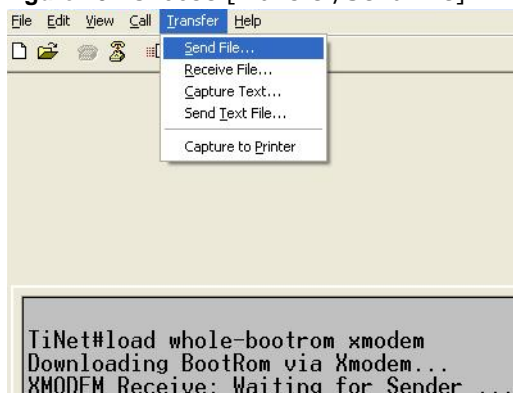 File Edit View Call Transfer Help
Send File...
Receive File...
Capture Text...
Send Text File...
Capture to Printer
TiNet#load whole-bootrom xmodem
Downloading BootRom via Xmodem...
XMODEM Receive: Waiting for Sender ...